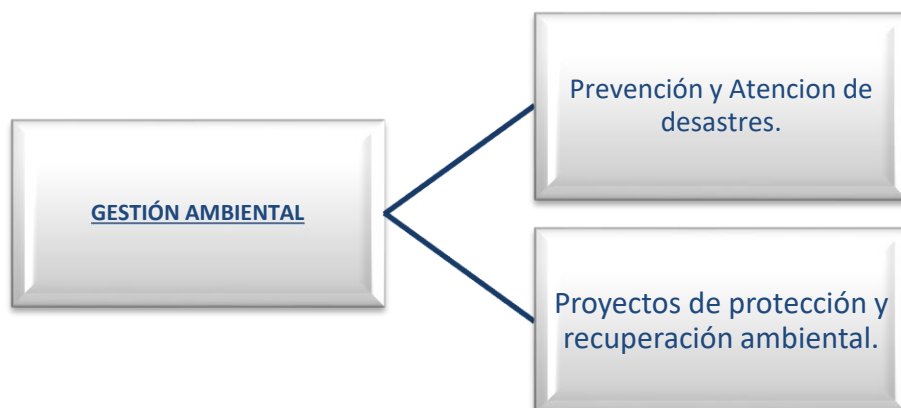 Prevención y Atencion de
desastres.
GESTIÓN AMBIENTAL
Proyectos de protección y
recuperación ambiental.